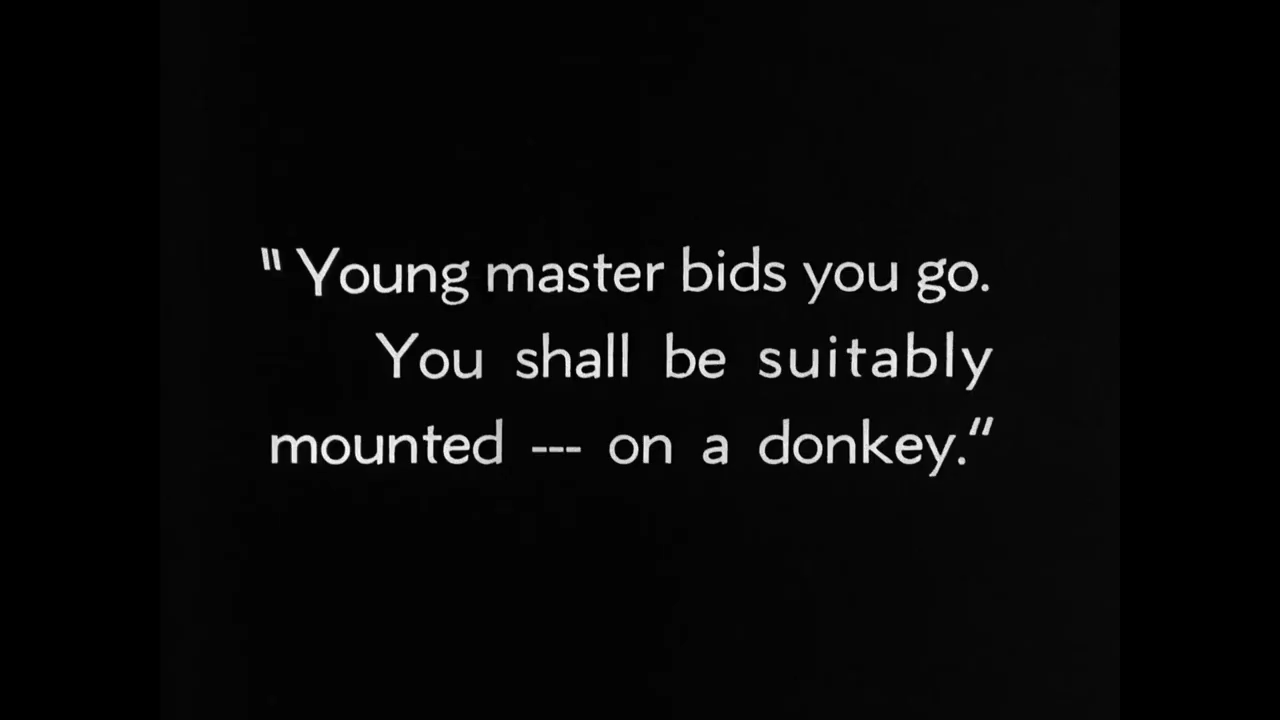 "Young master bids you go.
You shall be suitably
mounted --- on a donkey."